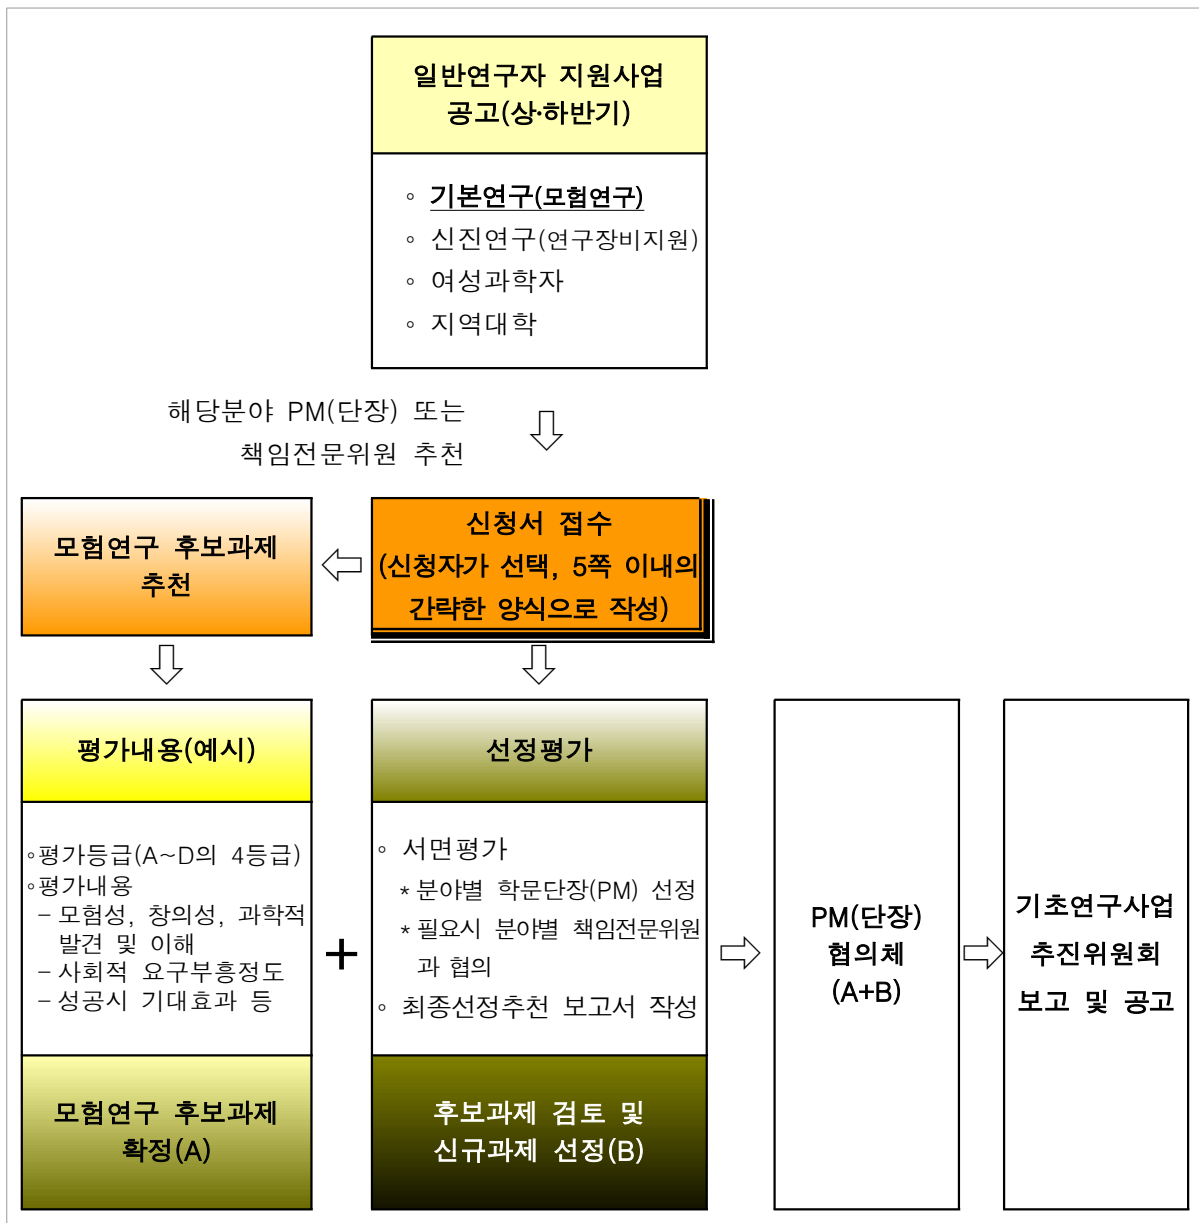 일반연구자 지원사업
공고(상·하반기)
◦ 기본연구(모험연구)
◦ 신진연구(연구장비지원)
◦ 여성과학자
◦ 지역대학
해당분야 PM(단장) 또는
책임전문위원 추천
모험연구 후보과제
추천
신청서 접수
(신청자가 선택, 5쪽 이내의
간략한 양식으로 작성)
평가내용(예시)
◦평가등급(A~D의 4등급)
◦평가내용
- 모험성, 창의성, 과학적
발견 및 이해
- 사회적 요구부흥정도
- 성공시 기대효과 등
모험연구 후보과제
확정(A)
+
선정평가
◦ 서면평가
* 분야별 학문단장(PM) 선정
* 필요시 분야별 책임전문위원
과 협의
◦ 최종선정추천 보고서 작성
후보과제 검토 및
신규과제 선정(B)
PM(단장)
협의체
(A+B)
기초연구사업
추진위원회
보고 및 공고